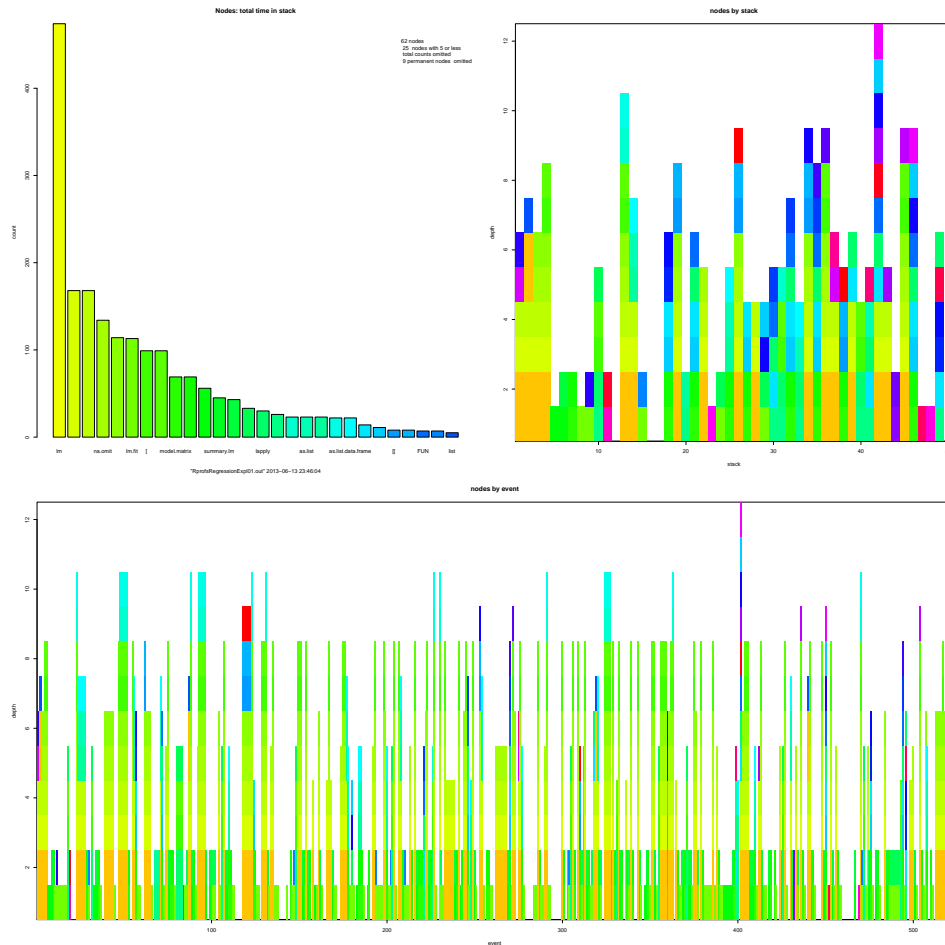 Nodes: total time in stack
62 nodes
25 nodes with 5 or less
total counts omitted
9 permanent nodes omitted
count
0 100 200 300 400
lm na.omit lm.fit [ model.matrix summary.lm lapply as.list as.list.data.frame [[ FUN list
"RprofsRegressionExpl01.out" 2013−06−13 23:46:04
nodes by stack
depth
2 4 6 8 10 12
10 20 30 40
stack
nodes by event
depth
2 4 6 8 10 12
100 200 300 400 500
event